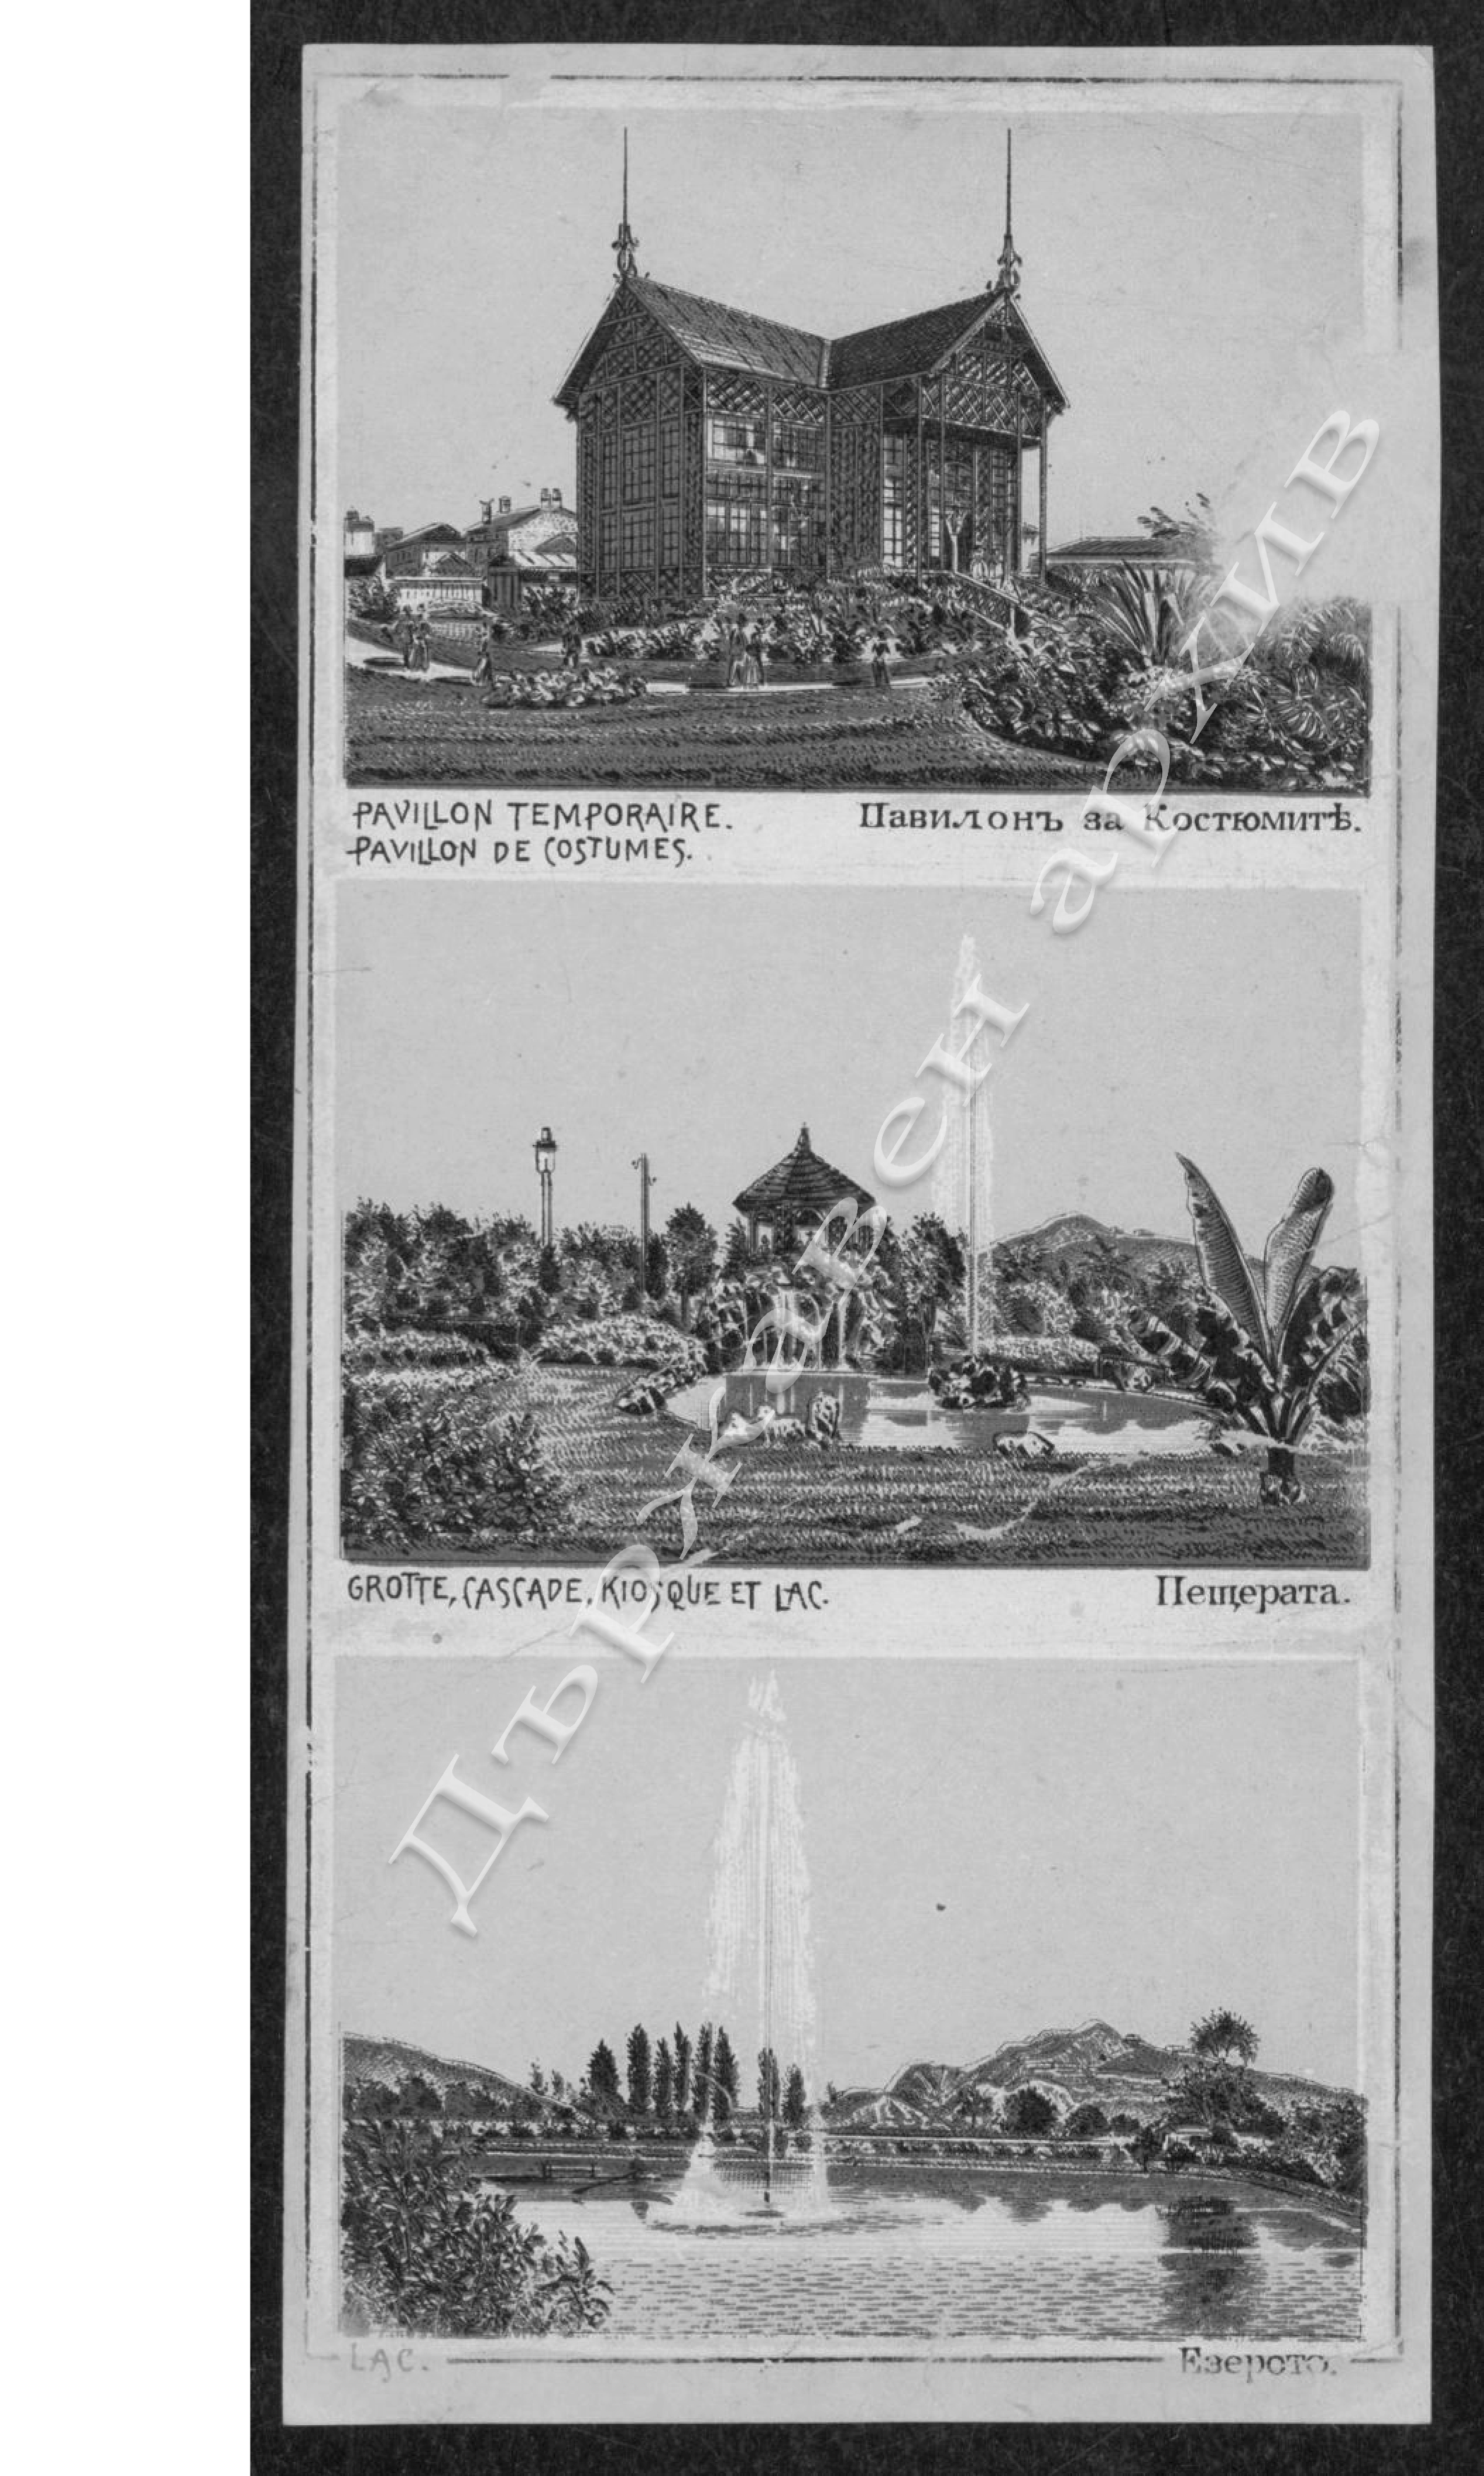 PAVILLON TEMPORAIRE. Павилонъ за Костюмитѣ.
PAVILLON DE COSTUMES.
GROTTE, CASCADE, KIOSQUE ET LAC. Пещерата.
LAC. Езерото.
Държавен архив